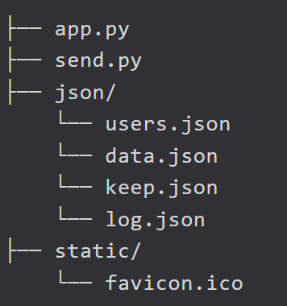 ├── app.py
├── send.py
├── json/
    └── users.json
    └── data.json
    └── keep.json
    └── log.json
├── static/
    └── favicon.ico